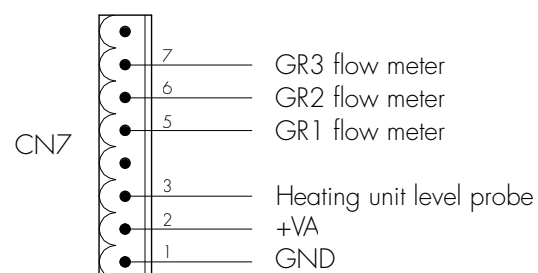 7 GR3 flow meter
6 GR2 flow meter
5 GR1 flow meter
CN7
3 Heating unit level probe
2 +VA
1 GND